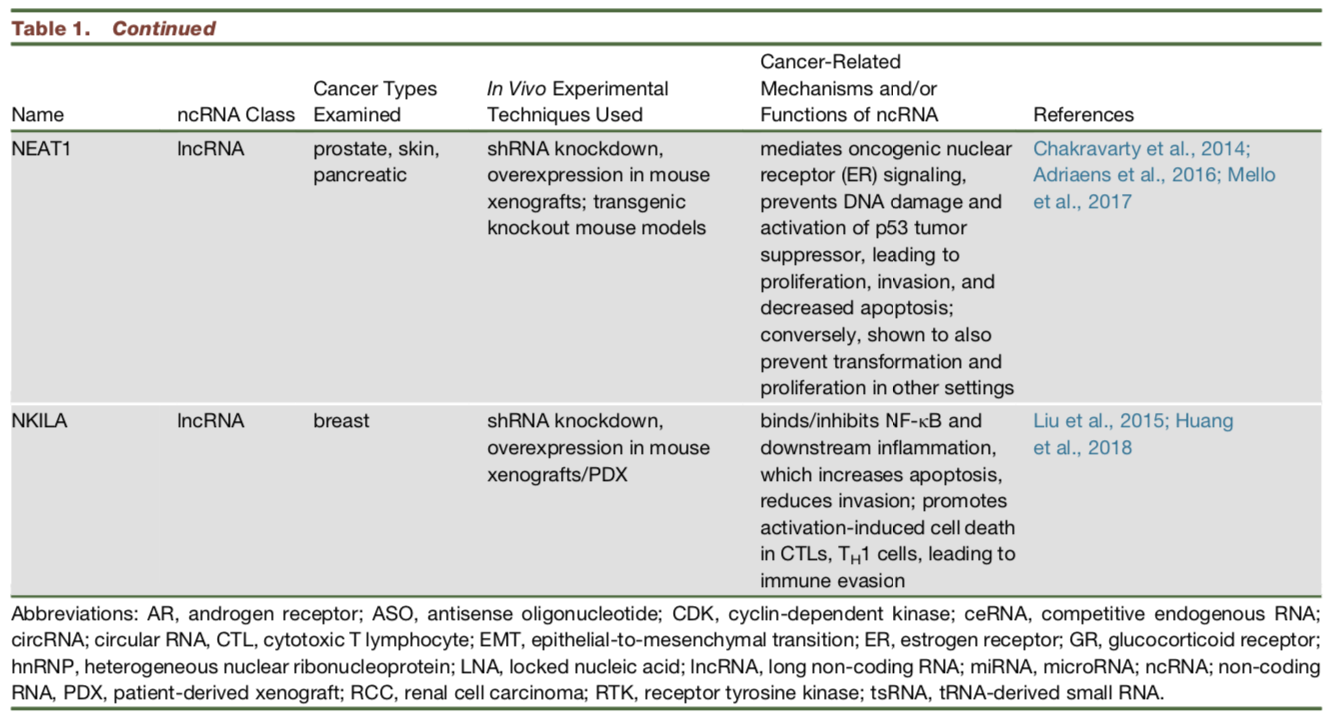 Table 1. Continued
Name
ncRNA Class
Cancer Types
Examined
In Vivo Experimental
Techniques Used
Cancer-Related
Mechanisms and/or
Functions of ncRNA
References
NEAT1
lncRNA
prostate, skin,
pancreatic
shRNA knockdown,
overexpression in mouse
xenografts; transgenic
knockout mouse models
mediates oncogenic nuclear
receptor (ER) signaling,
prevents DNA damage and
activation of p53 tumor
suppressor, leading to
proliferation, invasion, and
decreased apoptosis;
conversely, shown to also
prevent transformation and
proliferation in other settings
Chakravarty et al., 2014;
Adriaens et al., 2016; Mello
et al., 2017
NKILA
lncRNA
breast
shRNA knockdown,
overexpression in mouse
xenografts/PDX
binds/inhibits NF-κB and
downstream inflammation,
which increases apoptosis,
reduces invasion; promotes
activation-induced cell death
in CTLs, TH1 cells, leading to
immune evasion
Liu et al., 2015; Huang
et al., 2018
Abbreviations: AR, androgen receptor; ASO, antisense oligonucleotide; CDK, cyclin-dependent kinase; ceRNA, competitive endogenous RNA;
circRNA; circular RNA, CTL, cytotoxic T lymphocyte; EMT, epithelial-to-mesenchymal transition; ER, estrogen receptor; GR, glucocorticoid receptor;
hnRNP, heterogeneous nuclear ribonucleoprotein; LNA, locked nucleic acid; lncRNA, long non-coding RNA; miRNA, microRNA; ncRNA; non-coding
RNA, PDX, patient-derived xenograft; RCC, renal cell carcinoma; RTK, receptor tyrosine kinase; tsRNA, tRNA-derived small RNA.